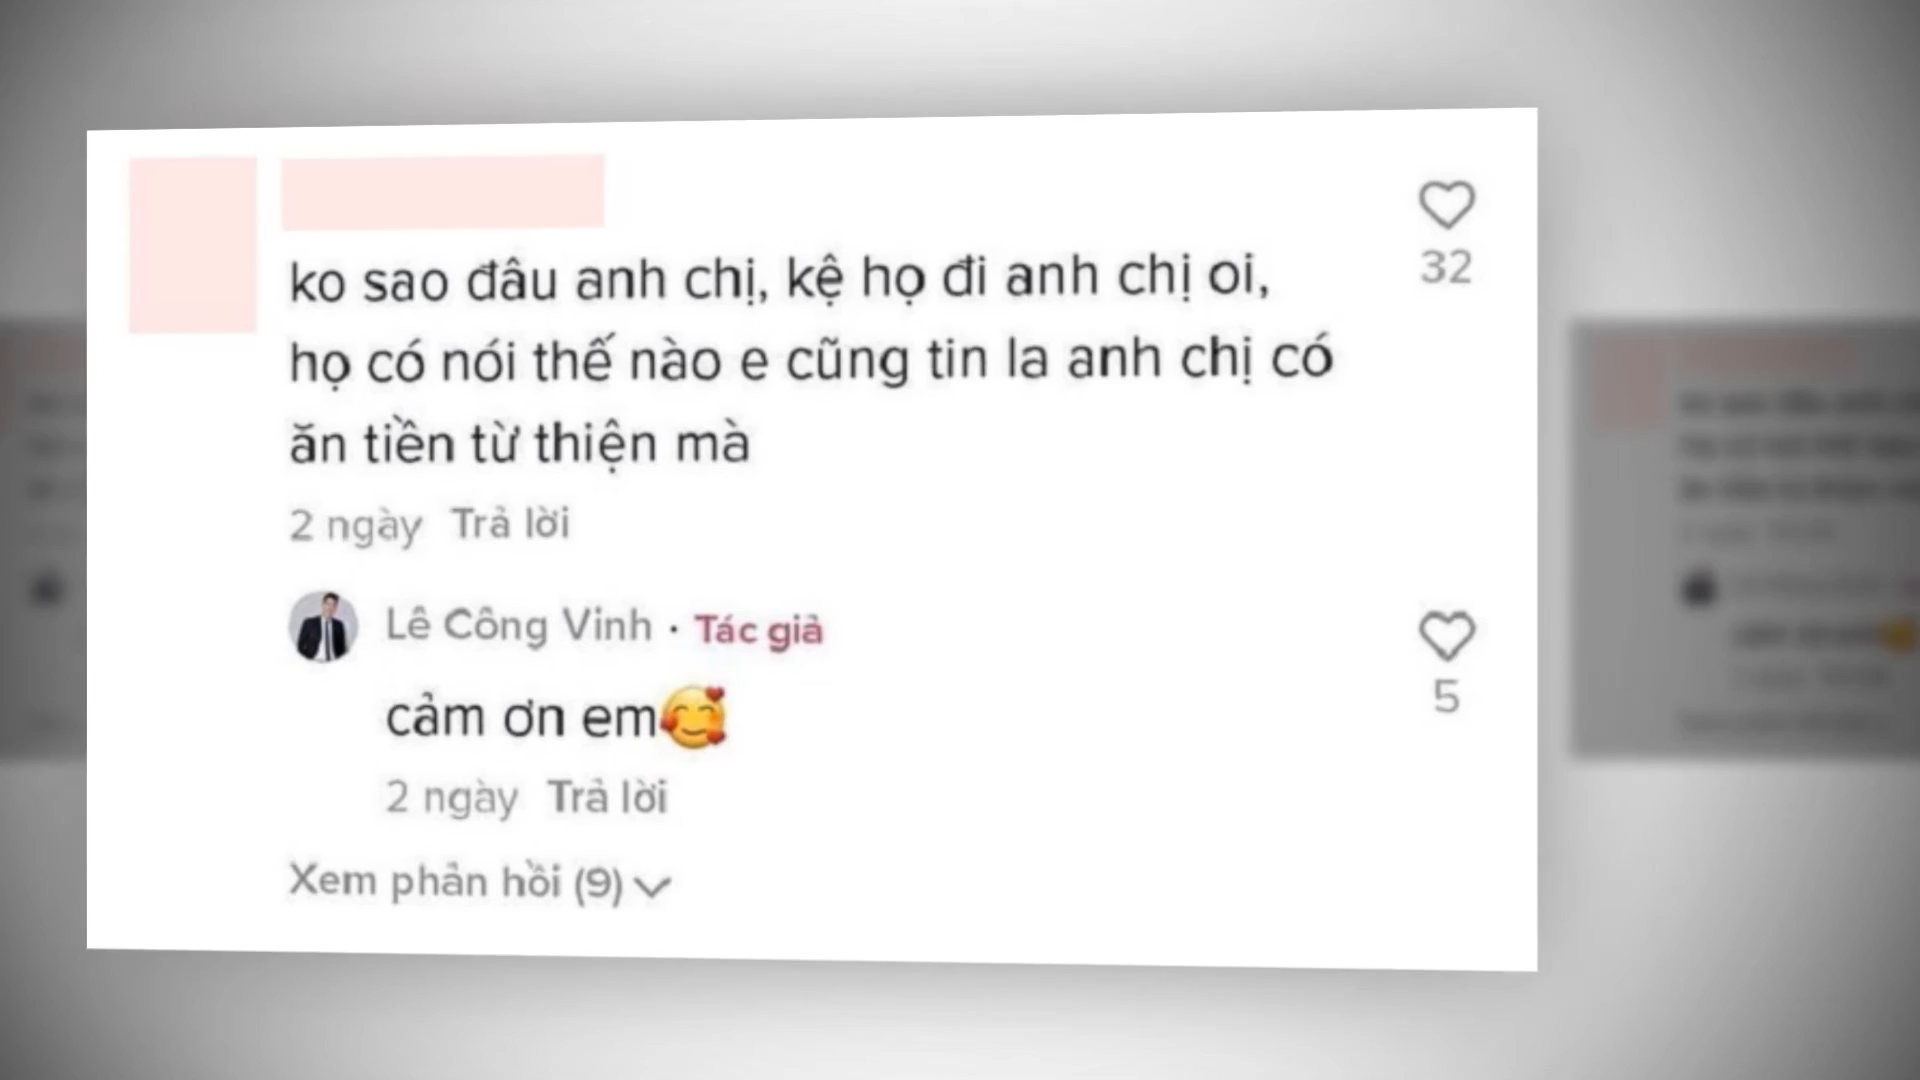 ko sao đâu anh chị, kệ họ đi anh chị oi,
họ có nói thế nào e cũng tin la anh chị có
ăn tiền từ thiện mà
32
2 ngày Trả lời
Lê Công Vinh · Tác giả
cảm ơn em🥰
5
2 ngày Trả lời
Xem phản hồi (9)